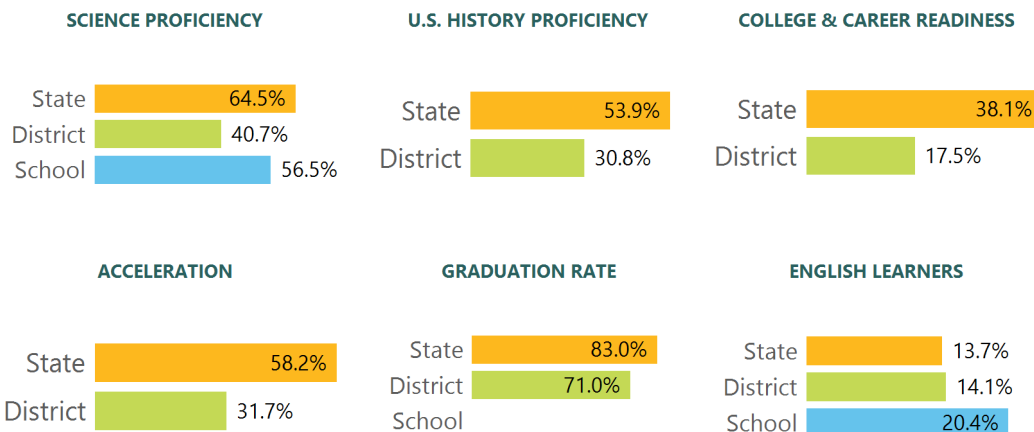 SCIENCE PROFICIENCY
State 64.5%
District 40.7%
School 56.5%
U.S. HISTORY PROFICIENCY
State 53.9%
District 30.8%
COLLEGE & CAREER READINESS
State 38.1%
District 17.5%
ACCELERATION
State 58.2%
District 31.7%
GRADUATION RATE
State 83.0%
District 71.0%
School
ENGLISH LEARNERS
State 13.7%
District 14.1%
School 20.4%